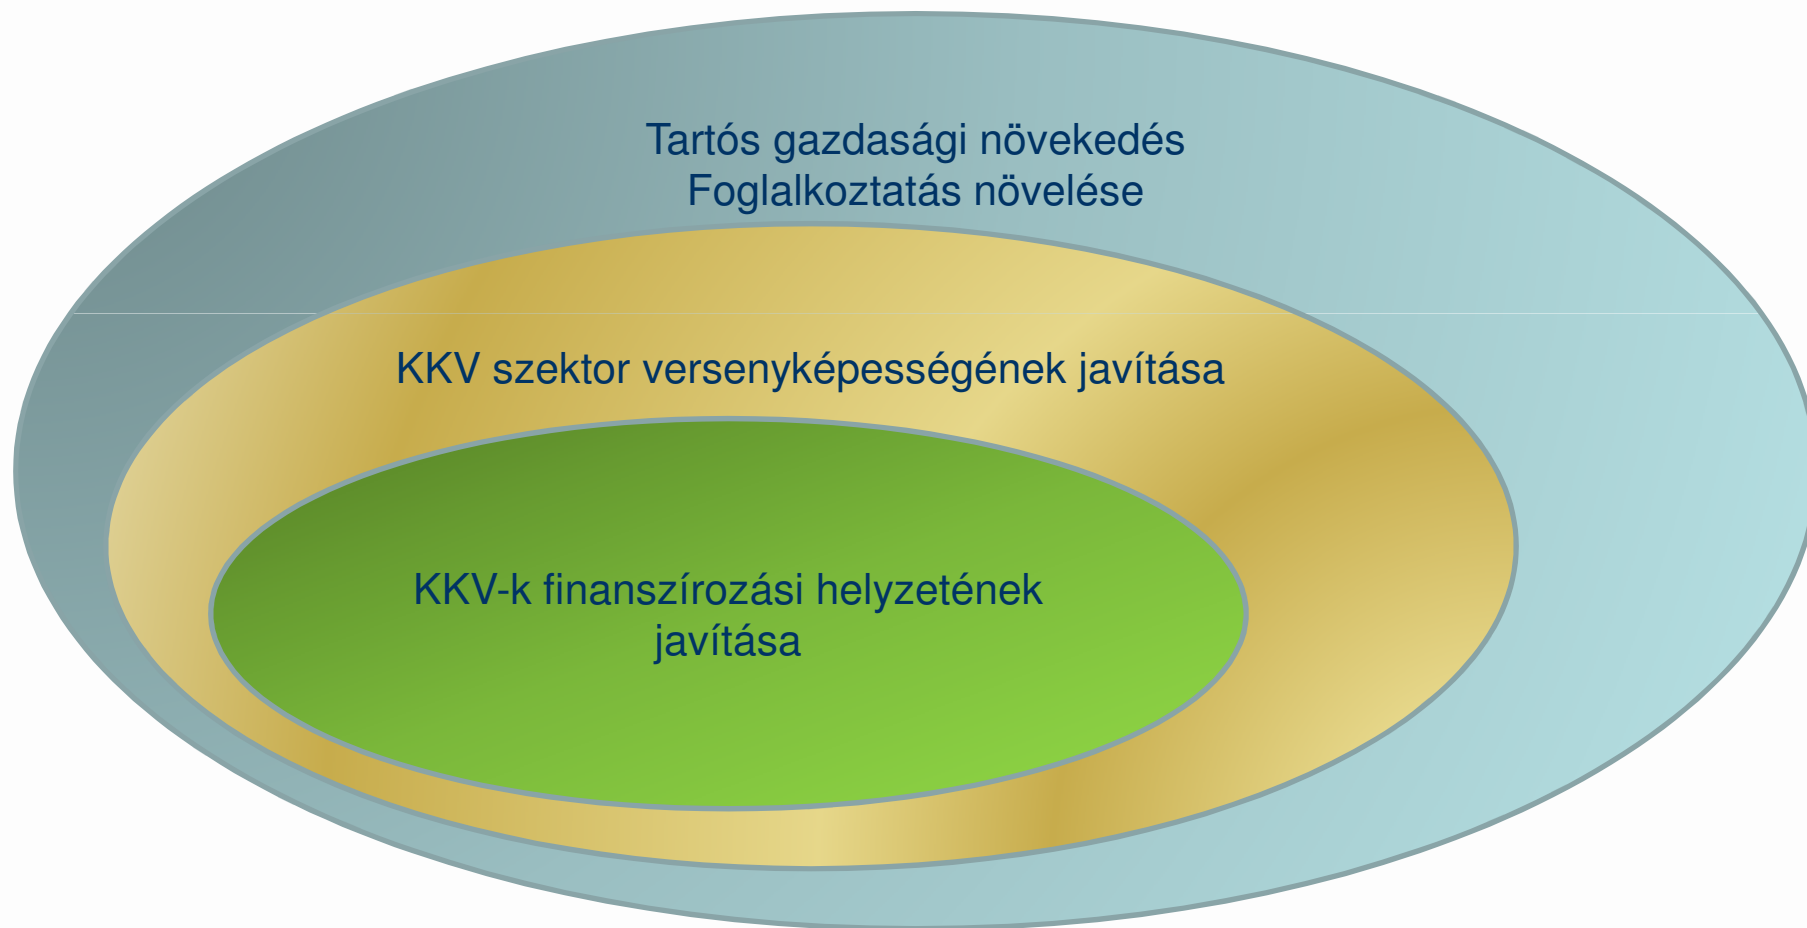 Tartós gazdasági növekedés
Foglalkoztatás növelése
KKV szektor versenyképességének javítása
KKV-k finanszírozási helyzetének
javítása